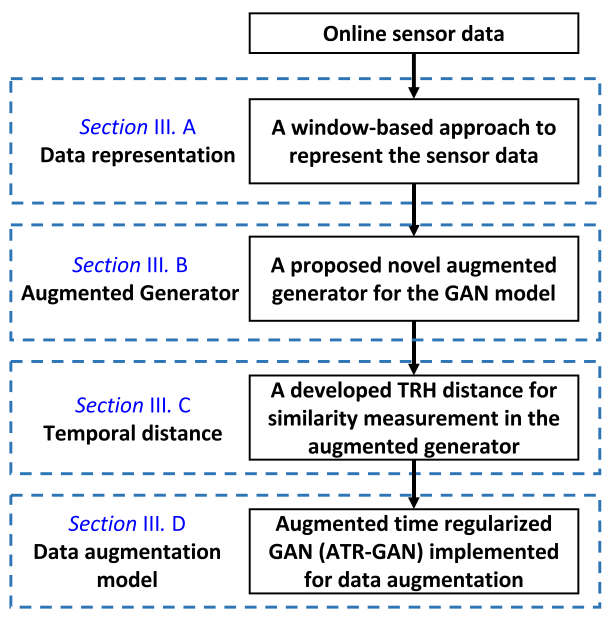 Online sensor data
Section III. A
Data representation
A window-based approach to
represent the sensor data
Section III. B
Augmented Generator
A proposed novel augmented
generator for the GAN model
Section III. C
Temporal distance
A developed TRH distance for
similarity measurement in the
augmented generator
Section III. D
Data augmentation
model
Augmented time regularized
GAN (ATR-GAN) implemented
for data augmentation